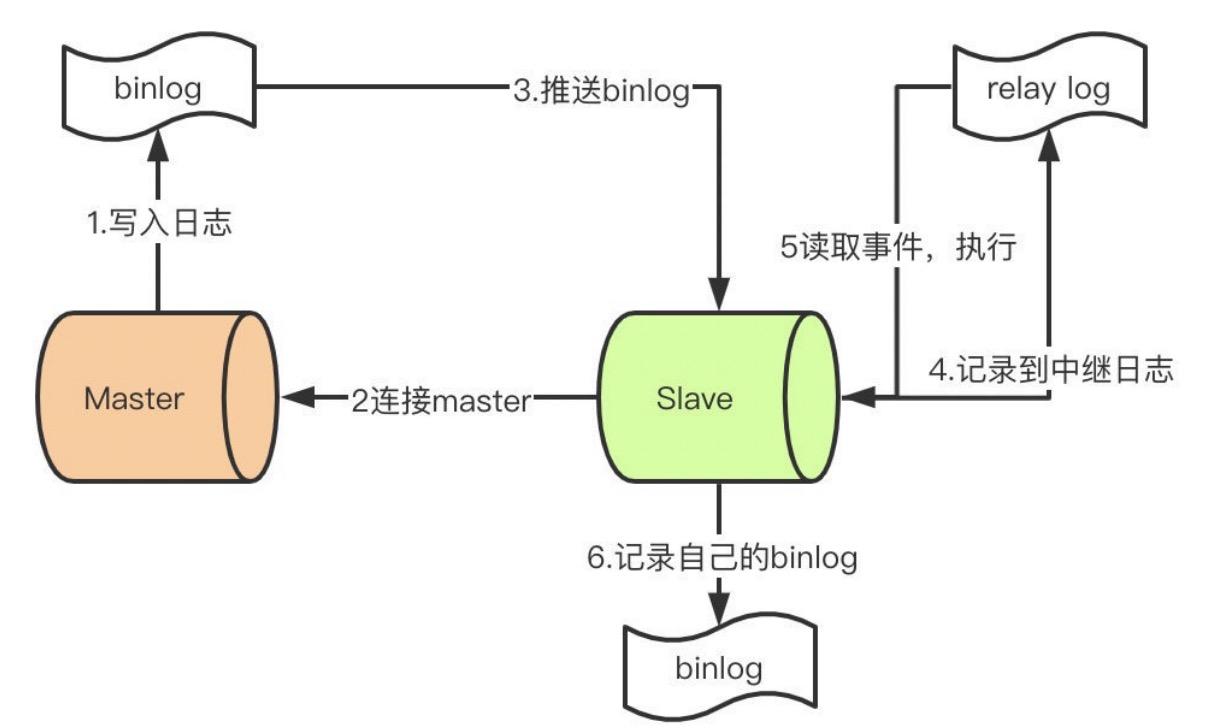 binlog
3.推送binlog
relay log
1.写入日志
5读取事件，执行
4.记录到中继日志
Master
2连接master
Slave
6.记录自己的binlog
binlog